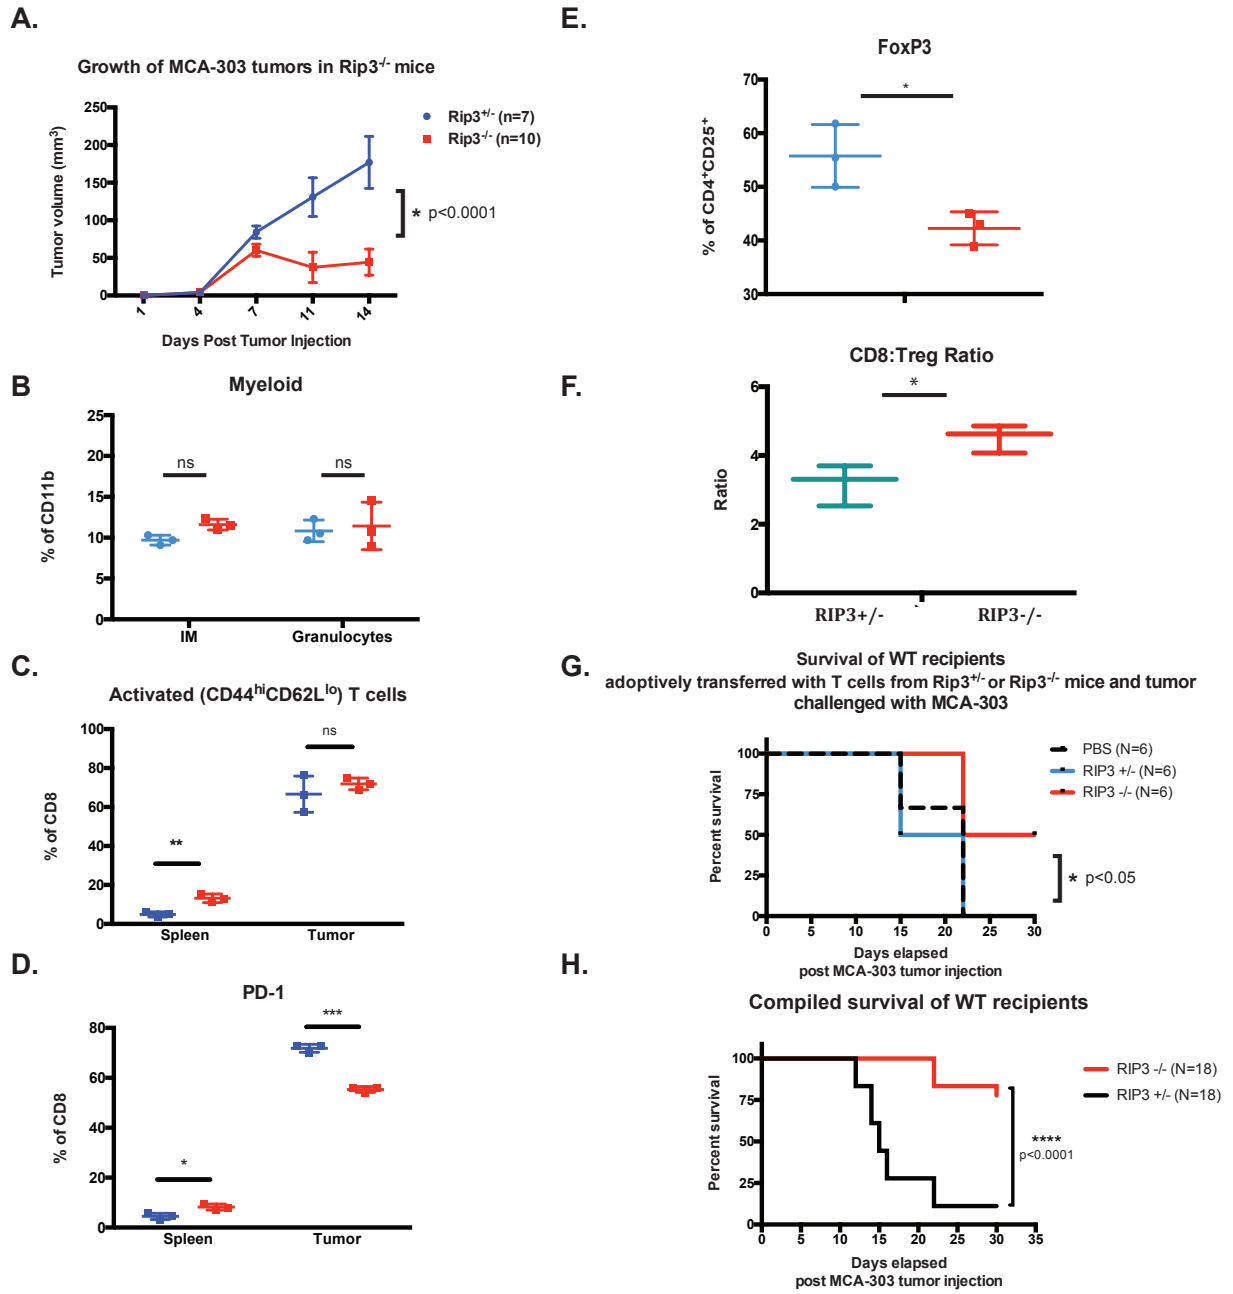 A.
Growth of MCA-303 tumors in Rip3-/- mice
Rip3+/- (n=7)
Rip3-/- (n=10)
Tumor volume (mm3)
250
200
150
100
50
0
* p<0.0001
1 4 7 11 14
Days Post Tumor Injection
B
Myeloid
% of CD11b
25
20
15
10
5
0
ns ns
IM Granulocytes
C.
Activated (CD44hiCD62Llo) T cells
% of CD8
100
80
60
40
20
0
**
ns
Spleen Tumor
D.
PD-1
% of CD8
80
60
40
20
0
*
***
Spleen Tumor
E.
FoxP3
% of CD4+CD25+
70
60
50
40
30
*
F.
CD8:Treg Ratio
Ratio
6
4
2
0
*
RIP3+/- RIP3-/-
G.
Survival of WT recipients
adoptively transferred with T cells from Rip3+/- or Rip3-/- mice and tumor
challenged with MCA-303
Percent survival
100
75
50
25
0
PBS (N=6)
RIP3 +/- (N=6)
RIP3 -/- (N=6)
* p<0.05
0 5 10 15 20 25 30
Days elapsed
post MCA-303 tumor injection
H.
Compiled survival of WT recipients
Percent survival
100
75
50
25
0
RIP3 -/- (N=18)
RIP3 +/- (N=18)
****
p<0.0001
0 5 10 15 20 25 30 35
Days elapsed
post MCA-303 tumor injection